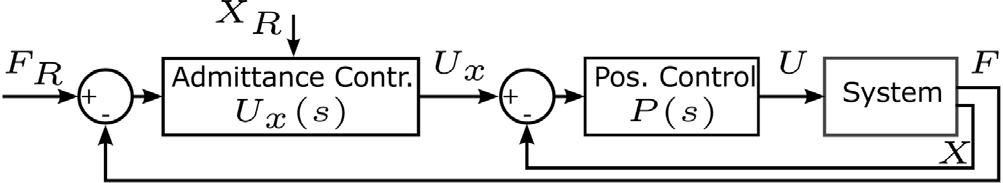 X_R
F_R
+
-
Admittance Contr.
U_x(s)
U_x
+
-
Pos. Control
P(s)
U
System
F
X